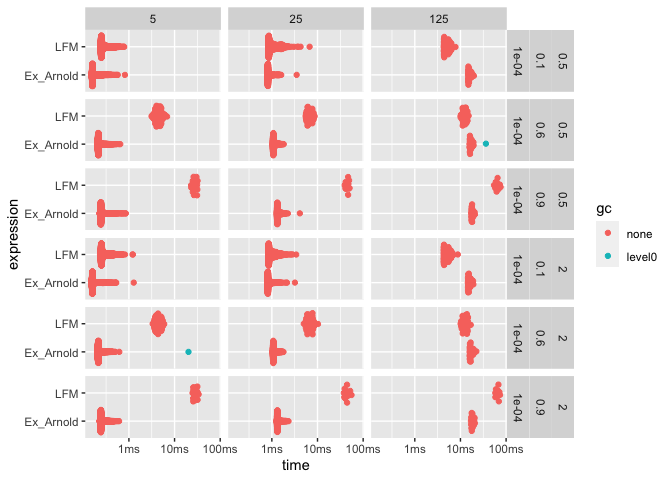 5 25 125
LFM
Ex_Arnold
1e-04 0.1 0.5
LFM
Ex_Arnold
1e-04 0.6 0.5
LFM
Ex_Arnold
1e-04 0.9 0.5
LFM
Ex_Arnold
1e-04 0.1 2
LFM
Ex_Arnold
1e-04 0.6 2
LFM
Ex_Arnold
1e-04 0.9 2
expression
1ms 10ms 100ms 1ms 10ms 100ms 1ms 10ms 100ms
time
gc
none
level0